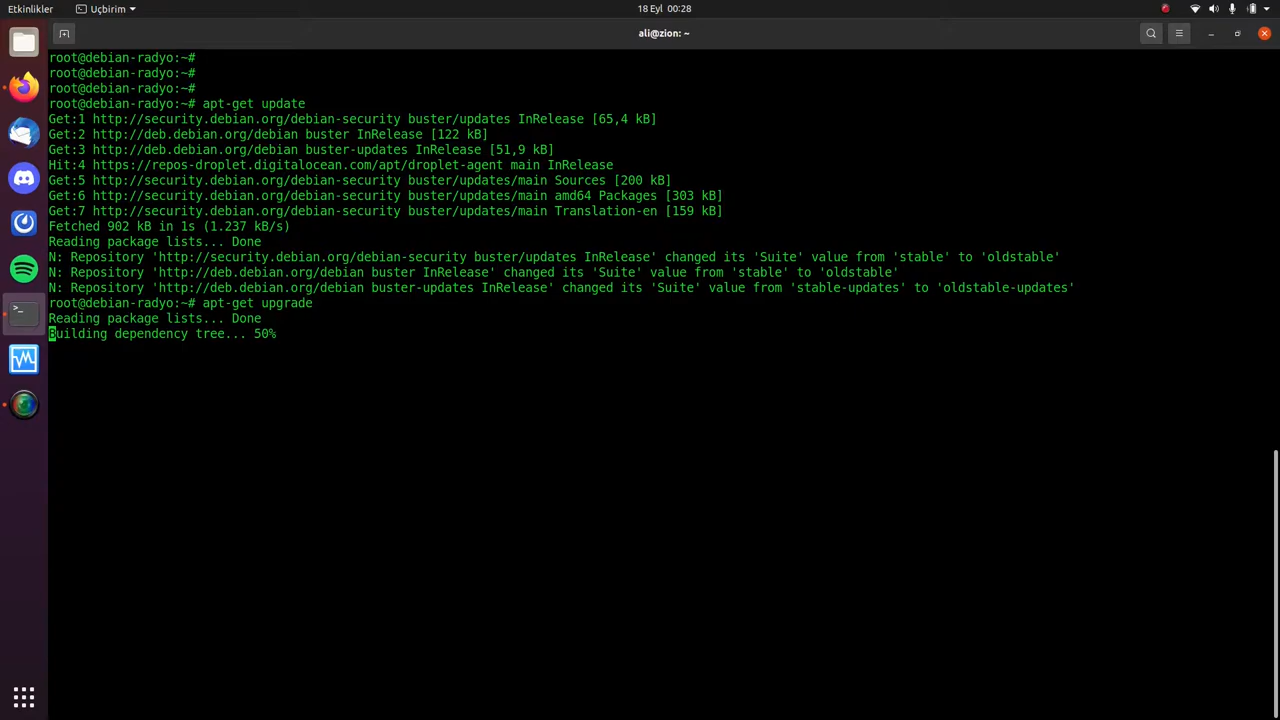 Etkinlikler
Uçbirim
18 Eyl 00:28
ali@zion: ~
root@debian-radyo:~#
root@debian-radyo:~#
root@debian-radyo:~#
root@debian-radyo:~# apt-get update
Get:1 http://security.debian.org/debian-security buster/updates InRelease [65,4 kB]
Get:2 http://deb.debian.org/debian buster InRelease [122 kB]
Get:3 http://deb.debian.org/debian buster-updates InRelease [51,9 kB]
Hit:4 https://repos-droplet.digitalocean.com/apt/droplet-agent main InRelease
Get:5 http://security.debian.org/debian-security buster/updates/main Sources [200 kB]
Get:6 http://security.debian.org/debian-security buster/updates/main amd64 Packages [303 kB]
Get:7 http://security.debian.org/debian-security buster/updates/main Translation-en [159 kB]
Fetched 902 kB in 1s (1.237 kB/s)
Reading package lists... Done
N: Repository 'http://security.debian.org/debian-security buster/updates InRelease' changed its 'Suite' value from 'stable' to 'oldstable'
N: Repository 'http://deb.debian.org/debian buster InRelease' changed its 'Suite' value from 'stable' to 'oldstable'
N: Repository 'http://deb.debian.org/debian buster-updates InRelease' changed its 'Suite' value from 'stable-updates' to 'oldstable-updates'
root@debian-radyo:~# apt-get upgrade
Reading package lists... Done
Building dependency tree... 50%